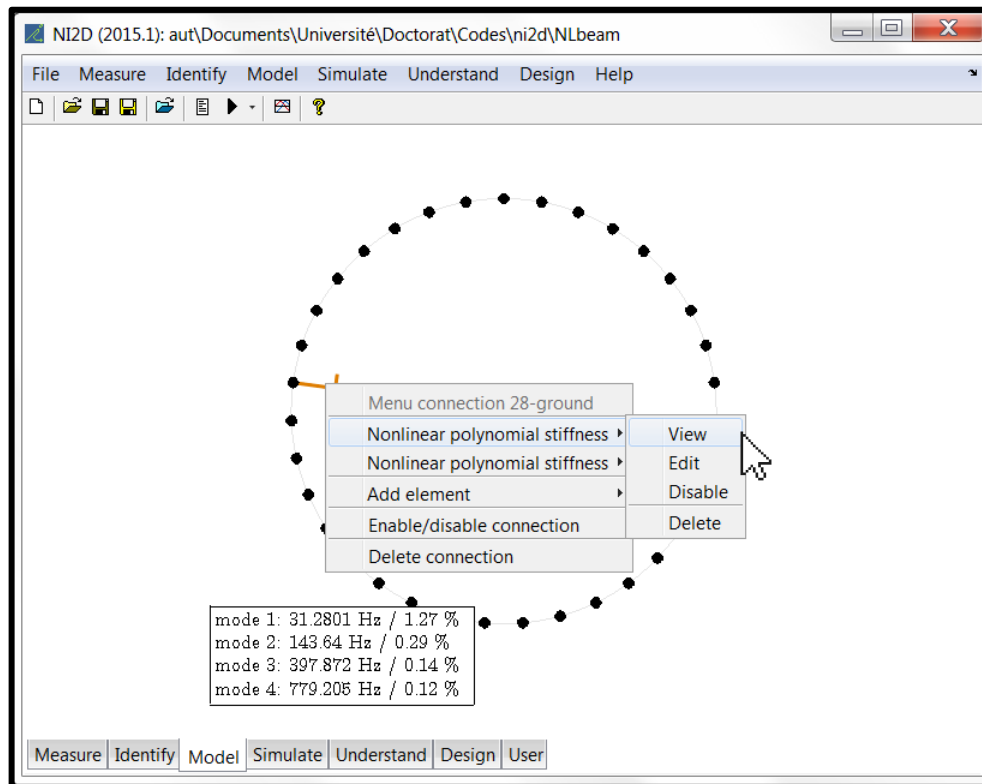 NI2D (2015.1): aut\Documents\Université\Doctorat\Codes\ni2d\NLbeam
File Measure Identify Model Simulate Understand Design Help
Menu connection 28-ground
Nonlinear polynomial stiffness
Nonlinear polynomial stiffness
Add element
Enable/disable connection
Delete connection
View
Edit
Disable
Delete
mode 1: 31.2801 Hz / 1.27 %
mode 2: 143.64 Hz / 0.29 %
mode 3: 397.872 Hz / 0.14 %
mode 4: 779.205 Hz / 0.12 %
Measure Identify Model Simulate Understand Design User